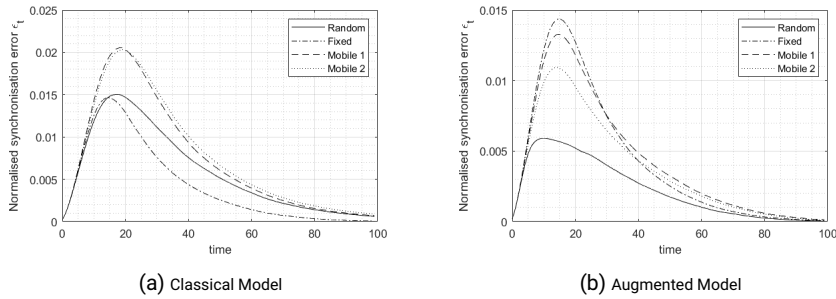 Normalised synchronisation error ϵt
0.025
0.02
0.015
0.01
0.005
0
0
20
40
60
80
100
time
Random
Fixed
Mobile 1
Mobile 2
(a) Classical Model
Normalised synchronisation error ϵt
0.015
0.01
0.005
0
0
20
40
60
80
100
time
Random
Fixed
Mobile 1
Mobile 2
(b) Augmented Model